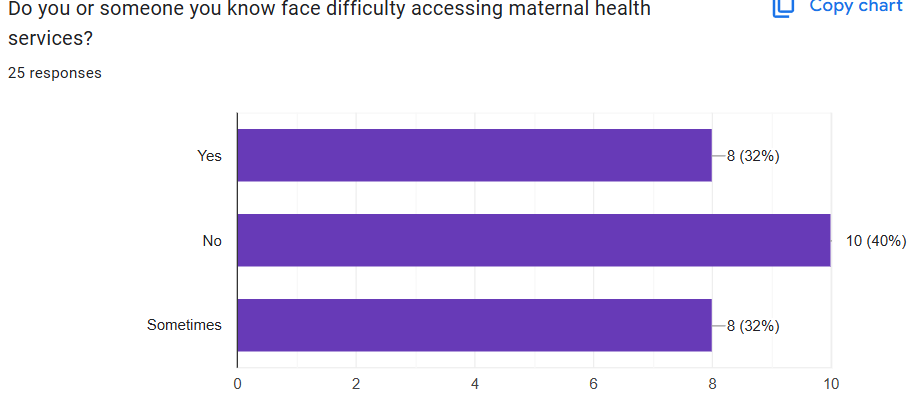 Do you or someone you know face difficulty accessing maternal health
services?
Copy chart
25 responses
Yes
8 (32%)
No
10 (40%)
Sometimes
8 (32%)
0 2 4 6 8 10